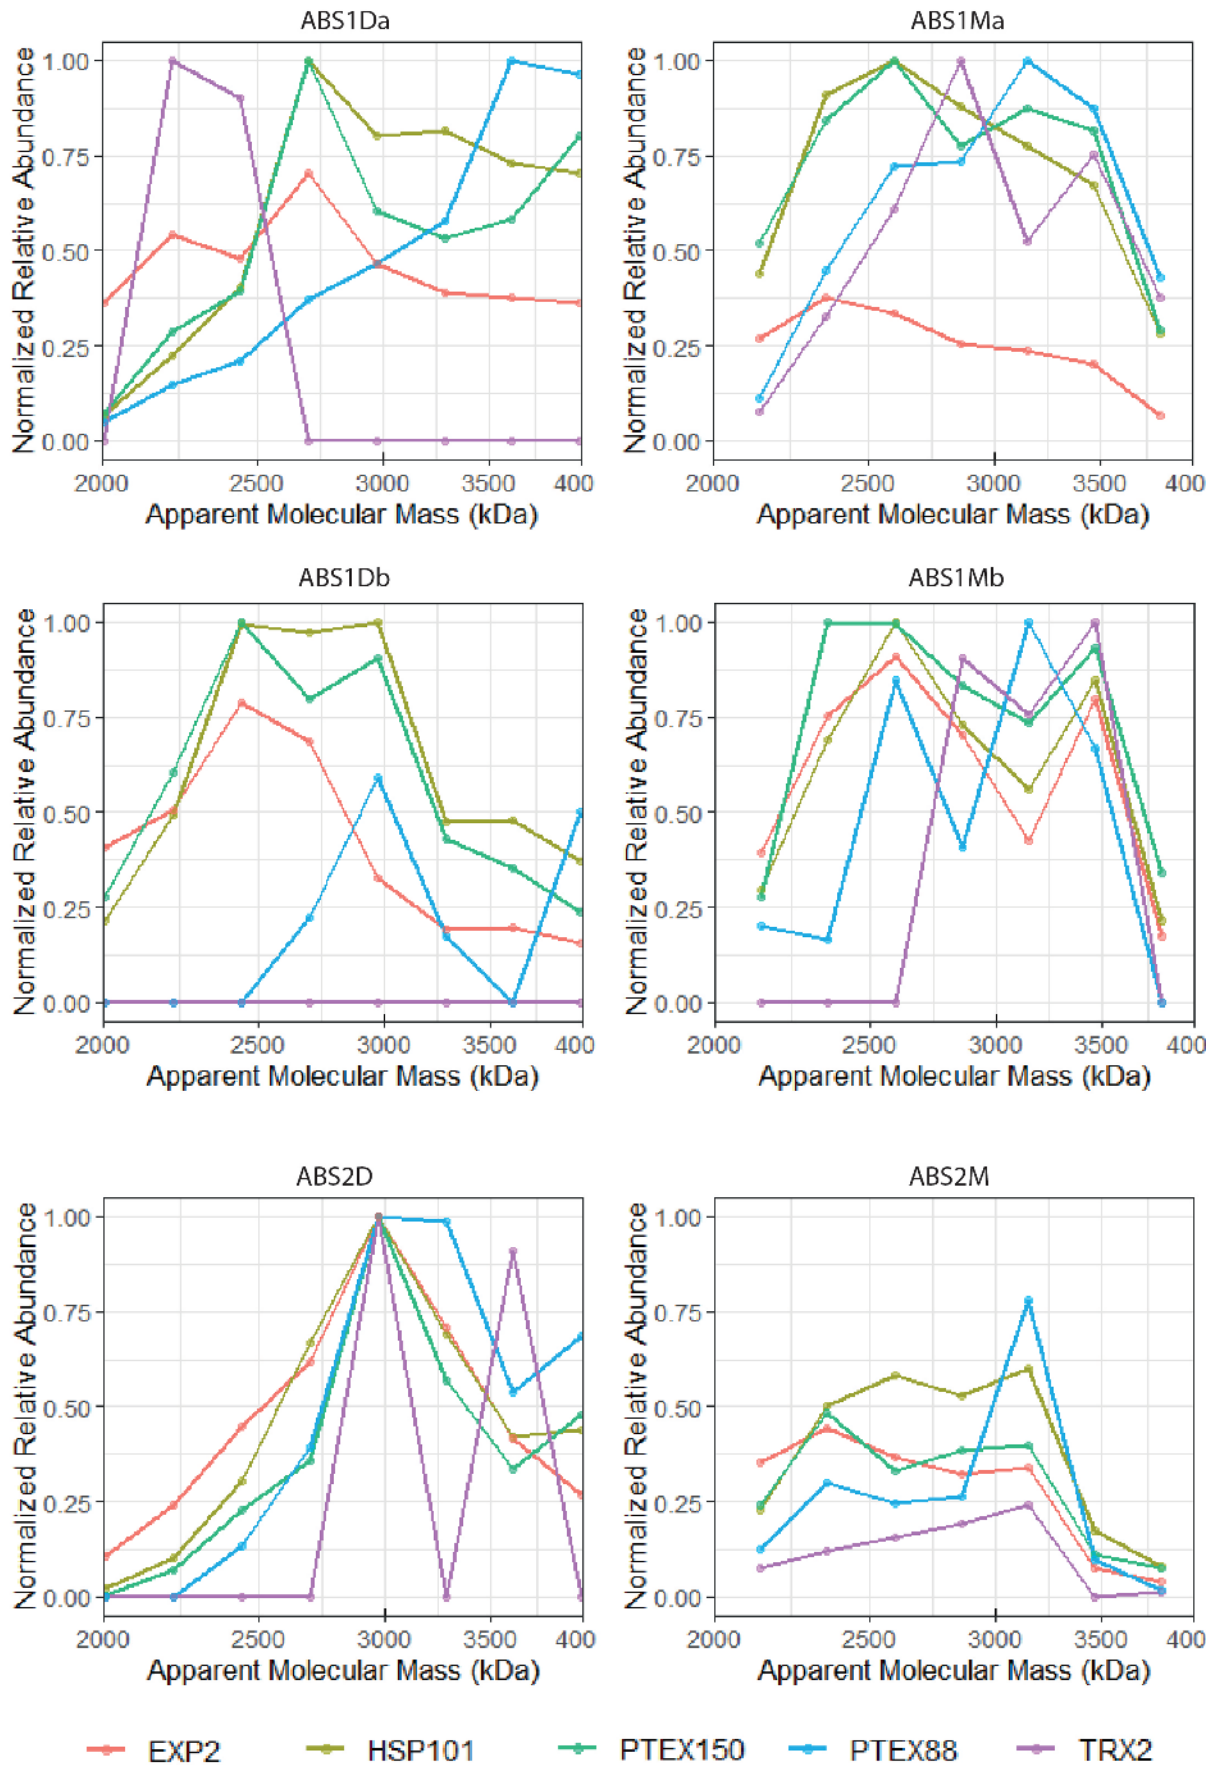 ABS1Da
ABS1Ma
Normalized Relative Abundance
1.00
0.75
0.50
0.25
0.00
2000 2500 3000 3500 400
Apparent Molecular Mass (kDa)
Normalized Relative Abundance
1.00
0.75
0.50
0.25
0.00
2000 2500 3000 3500 400
Apparent Molecular Mass (kDa)
ABS1Db
ABS1Mb
Normalized Relative Abundance
1.00
0.75
0.50
0.25
0.00
2000 2500 3000 3500 400
Apparent Molecular Mass (kDa)
Normalized Relative Abundance
1.00
0.75
0.50
0.25
0.00
2000 2500 3000 3500 400
Apparent Molecular Mass (kDa)
ABS2D
ABS2M
Normalized Relative Abundance
1.00
0.75
0.50
0.25
0.00
2000 2500 3000 3500 400
Apparent Molecular Mass (kDa)
Normalized Relative Abundance
1.00
0.75
0.50
0.25
0.00
2000 2500 3000 3500 400
Apparent Molecular Mass (kDa)
EXP2 HSP101 PTEX150 PTEX88 TRX2